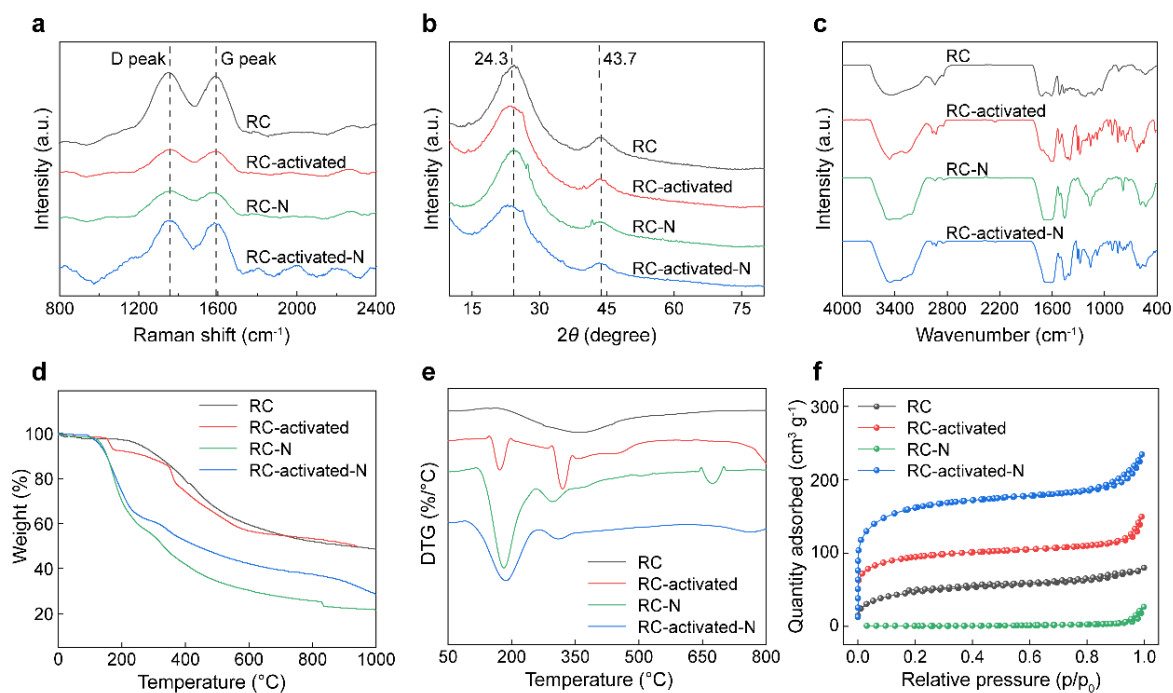 a
D peak
G peak
RC
RC-activated
RC-N
RC-activated-N
Intensity (a.u.)
800 1200 1600 2000 2400
Raman shift (cm⁻¹)
b
24.3
43.7
RC
RC-activated
RC-N
RC-activated-N
Intensity (a.u.)
15 30 45 60 75
2θ (degree)
c
RC
RC-activated
RC-N
RC-activated-N
Intensity (a.u.)
4000 3400 2800 2200 1600 1000 400
Wavenumber (cm⁻¹)
d
RC
RC-activated
RC-N
RC-activated-N
100
80
60
40
20
Weight (%)
0 200 400 600 800 1000
Temperature (°C)
e
DTG (%/°C)
RC
RC-activated
RC-N
RC-activated-N
50 200 350 500 650 800
Temperature (°C)
f
RC
RC-activated
RC-N
RC-activated-N
300
200
100
0
Quantity adsorbed (cm³ g⁻¹)
0.0 0.2 0.4 0.6 0.8 1.0
Relative pressure (p/p₀)